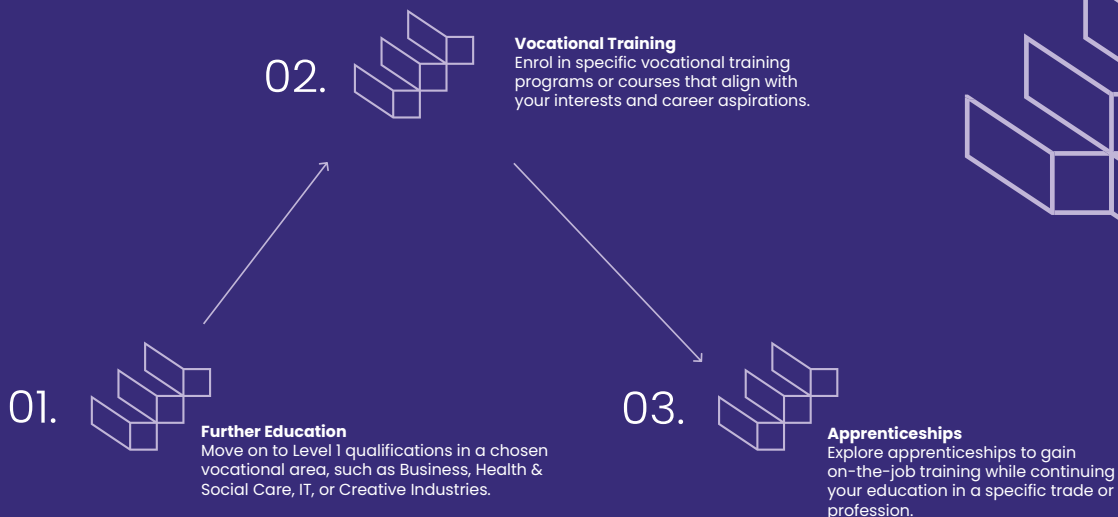 01.
Further Education
Move on to Level 1 qualifications in a chosen
vocational area, such as Business, Health &
Social Care, IT, or Creative Industries.
02.
Vocational Training
Enrol in specific vocational training
programs or courses that align with
your interests and career aspirations.
03.
Apprenticeships
Explore apprenticeships to gain
on-the-job training while continuing
your education in a specific trade or
profession.